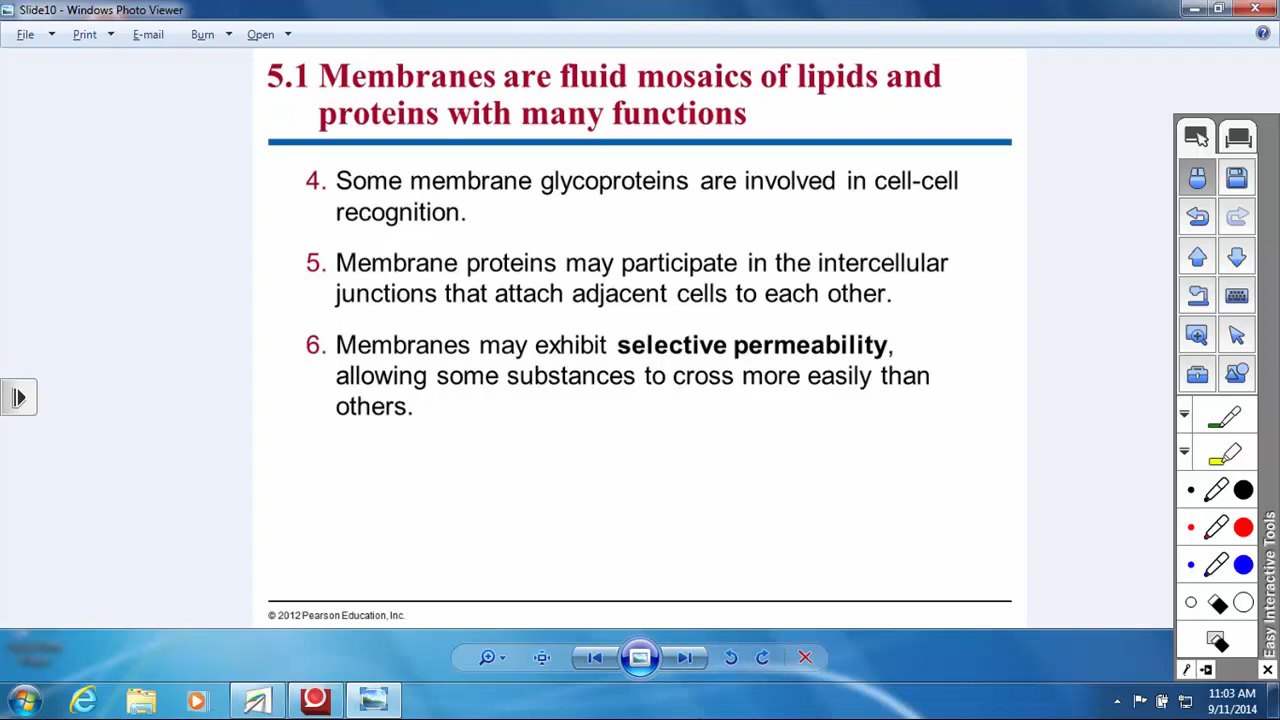 Slide10 - Windows Photo Viewer
File Print E-mail Burn Open
5.1 Membranes are fluid mosaics of lipids and
proteins with many functions
4. Some membrane glycoproteins are involved in cell-cell
recognition.
5. Membrane proteins may participate in the intercellular
junctions that attach adjacent cells to each other.
6. Membranes may exhibit selective permeability,
allowing some substances to cross more easily than
others.
© 2012 Pearson Education, Inc.
Easy Interactive Tools
11:03 AM
9/11/2014